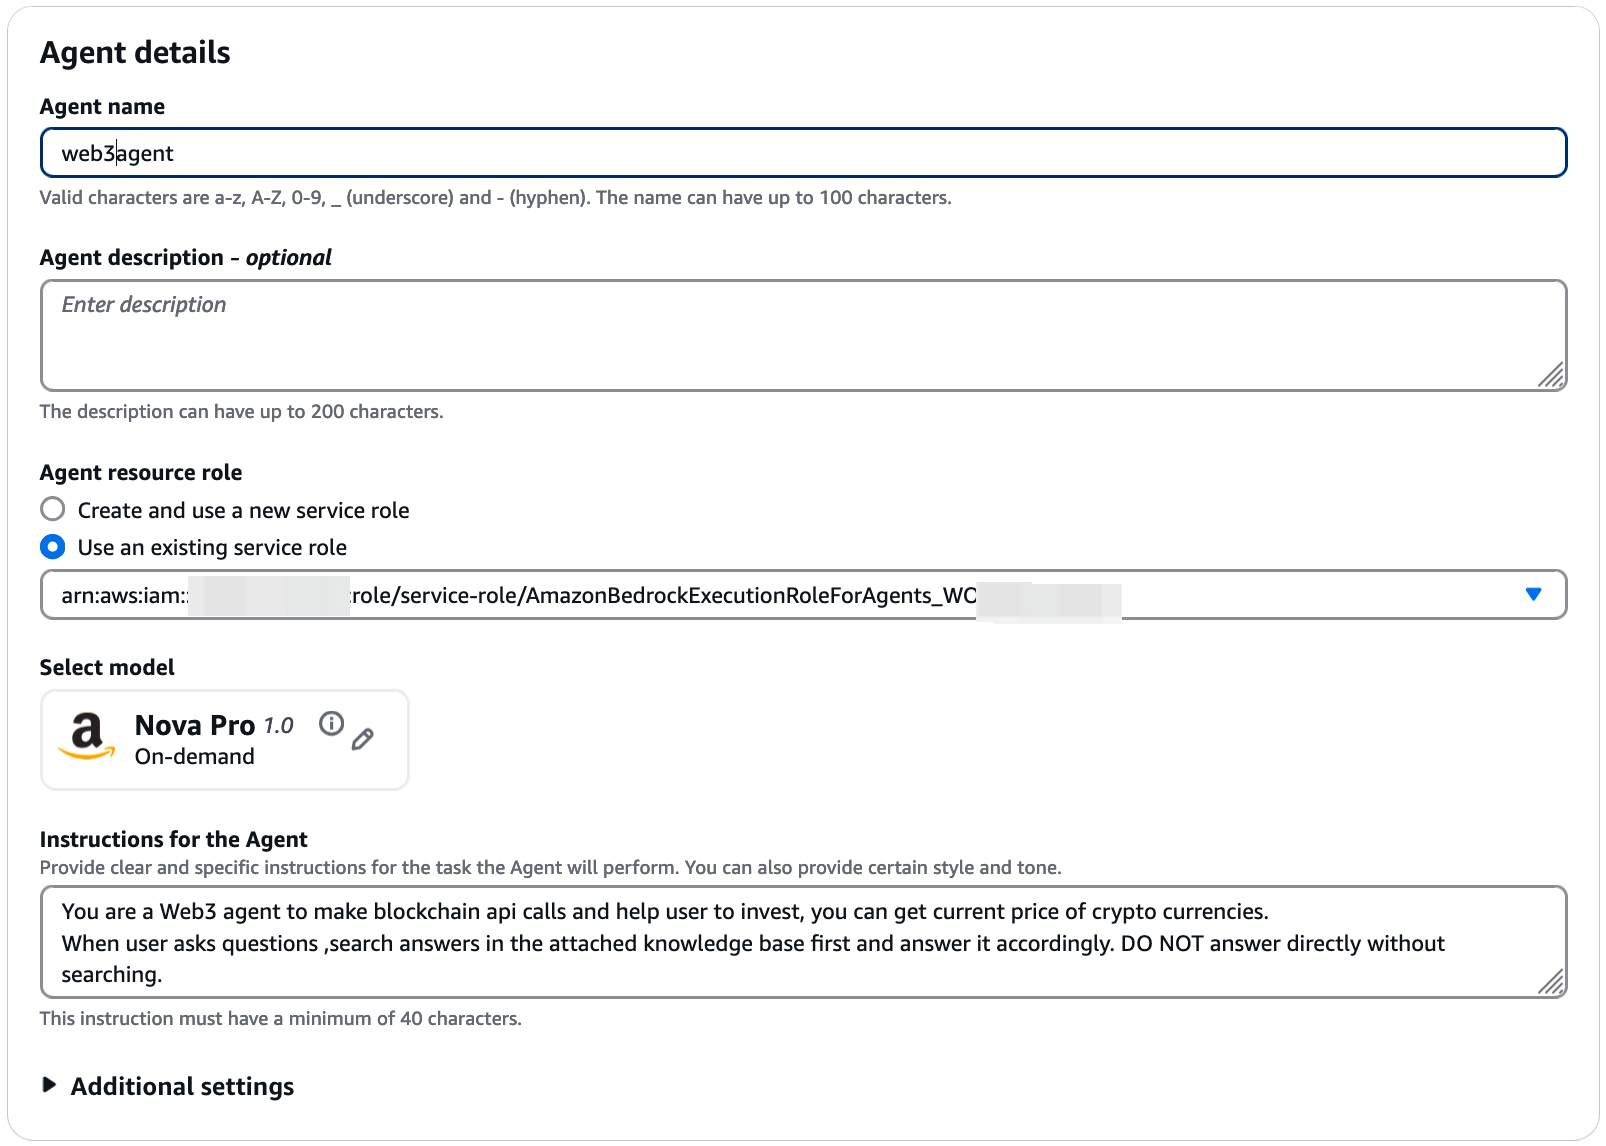 Agent details
Agent name
web3agent
Valid characters are a-z, A-Z, 0-9, _ (underscore) and - (hyphen). The name can have up to 100 characters.
Agent description - optional
Enter description
The description can have up to 200 characters.
Agent resource role
Create and use a new service role
Use an existing service role
arn:aws:iam:: :role/service-role/AmazonBedrockExecutionRoleForAgents_WO
Select model
a Nova Pro 1.0
On-demand
Instructions for the Agent
Provide clear and specific instructions for the task the Agent will perform. You can also provide certain style and tone.
You are a Web3 agent to make blockchain api calls and help user to invest, you can get current price of crypto currencies.
When user asks questions ,search answers in the attached knowledge base first and answer it accordingly. DO NOT answer directly without
searching.
This instruction must have a minimum of 40 characters.
Additional settings